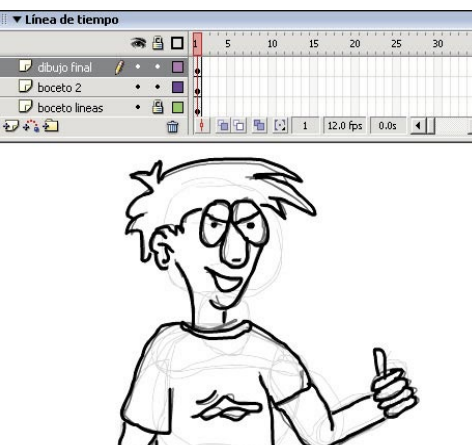 Línea de tiempo
1 5 10 15 20 25 30
dibujo final
boceto 2
boceto lineas
1 12.0 fps 0.0s